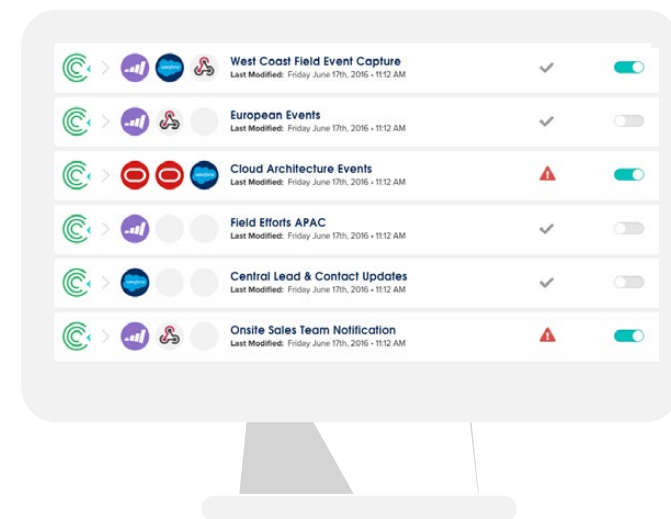 West Coast Field Event Capture
Last Modified: Friday June 17th, 2016 • 11:12 AM
European Events
Last Modified: Friday June 17th, 2016 • 11:12 AM
Cloud Architecture Events
Last Modified: Friday June 17th, 2016 • 11:12 AM
Field Efforts APAC
Last Modified: Friday June 17th, 2016 • 11:12 AM
Central Lead & Contact Updates
Last Modified: Friday June 17th, 2016 • 11:12 AM
Onsite Sales Team Notification
Last Modified: Friday June 17th, 2016 • 11:12 AM